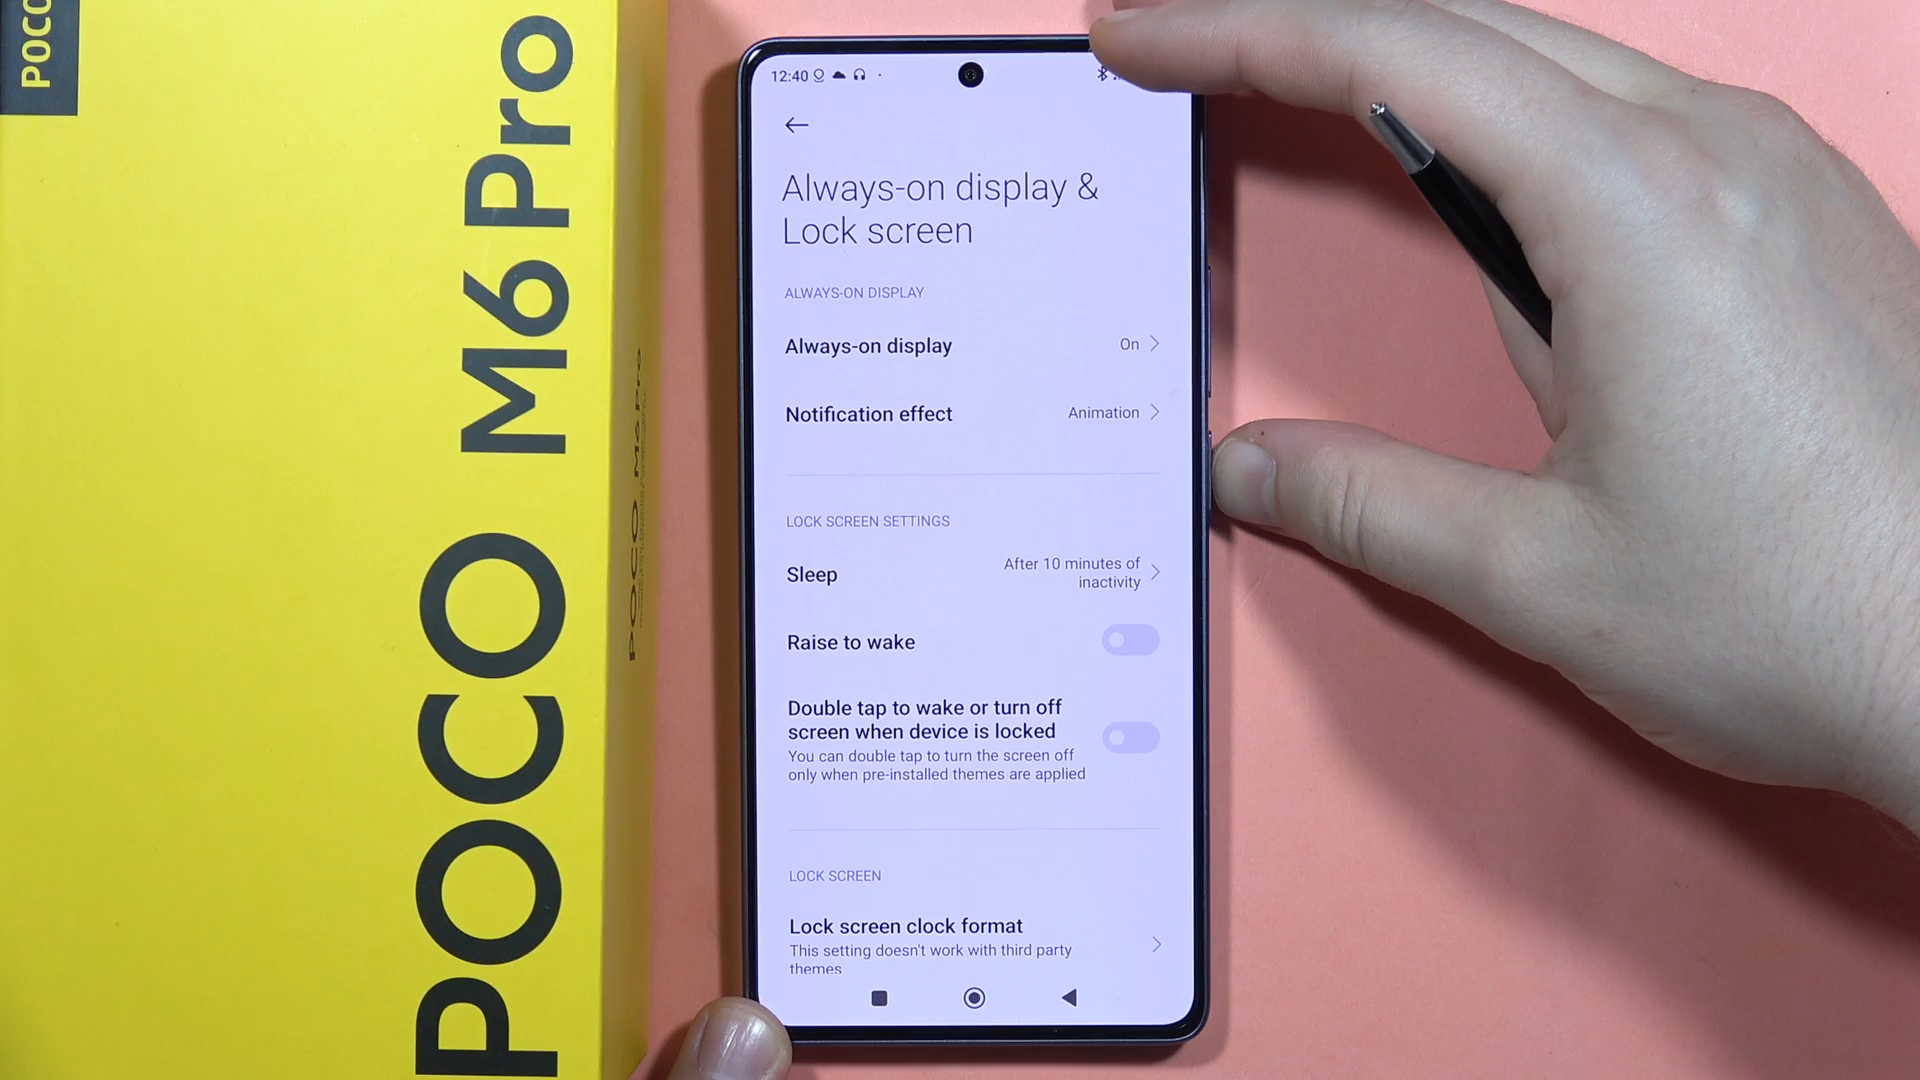 POCO
POCO M6 Pro
POCO M6 Pro
12:40
Always-on display &
Lock screen
ALWAYS-ON DISPLAY
Always-on display
On
Notification effect
Animation
LOCK SCREEN SETTINGS
Sleep
After 10 minutes of
inactivity
Raise to wake
Double tap to wake or turn off
screen when device is locked
You can double tap to turn the screen off
only when pre-installed themes are applied
LOCK SCREEN
Lock screen clock format
This setting doesn't work with third party
themes